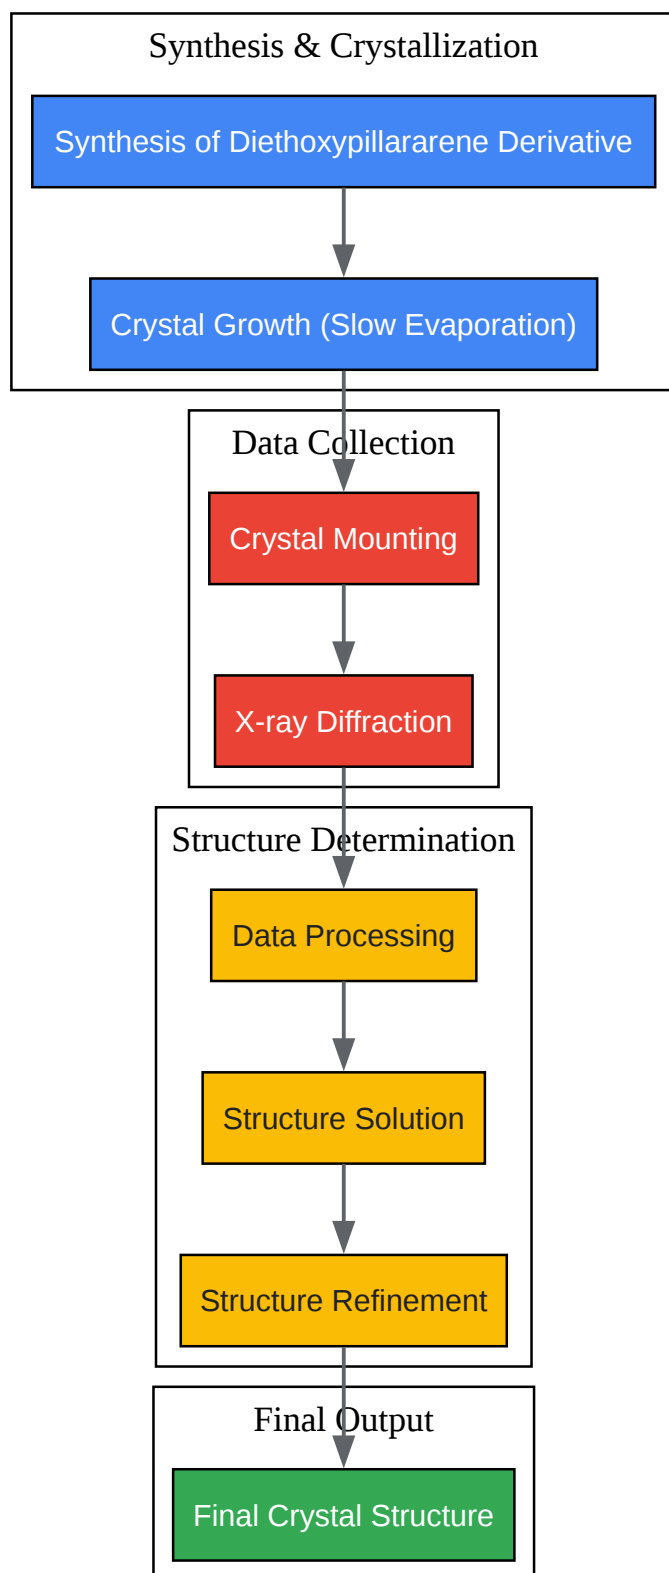 Synthesis & Crystallization
Synthesis of Diethoxypillararene Derivative
Crystal Growth (Slow Evaporation)
Data Collection
Crystal Mounting
X-ray Diffraction
Structure Determination
Data Processing
Structure Solution
Structure Refinement
Final Output
Final Crystal Structure